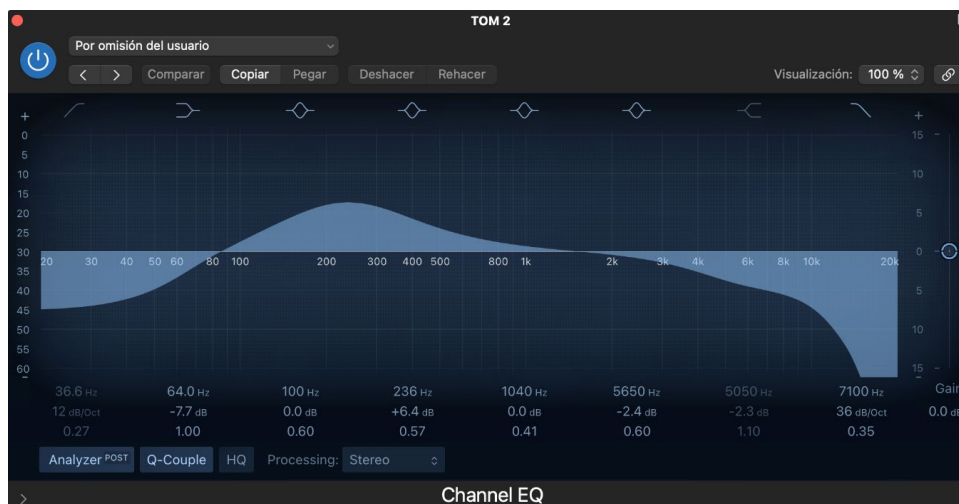 TOM 2
Por omisión del usuario
Comparar Copiar Pegar Deshacer Rehacer Visualización: 100 %
+ +
0 15
5
10 10
15
20 5
25
30 20 30 40 50 60 80 100 200 300 400 500 800 1k 2k 3k 4k 6k 8k 10k 20k 0
35
40
45 5
50
55 10
60 15
- -
36.6 Hz 64.0 Hz 100 Hz 236 Hz 1040 Hz 5650 Hz 5050 Hz 7100 Hz Gain
12 dB/Oct -7.7 dB 0.0 dB +6.4 dB 0.0 dB -2.4 dB -2.3 dB 36 dB/Oct 0.0 dB
0.27 1.00 0.60 0.57 0.41 0.60 1.10 0.35
Analyzer POST Q-Couple HQ Processing: Stereo
Channel EQ